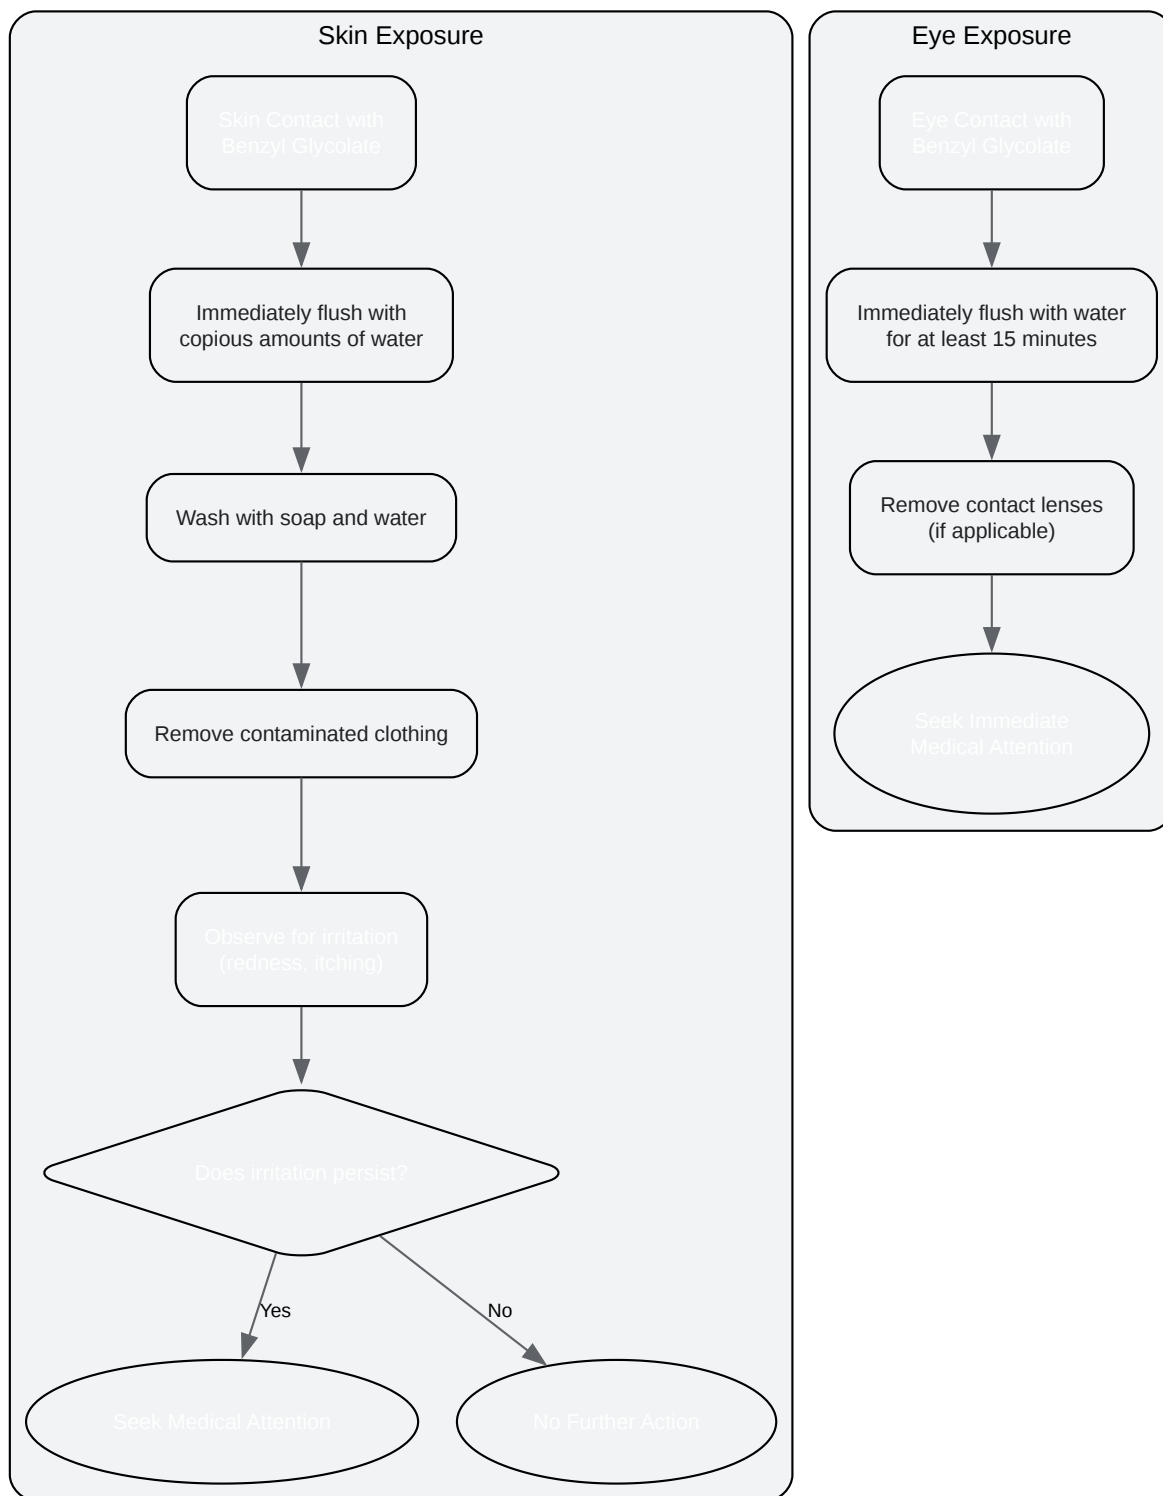 Skin Exposure
Skin Contact with
Benzyl Glycolate
Immediately flush with
copious amounts of water
Wash with soap and water
Remove contaminated clothing
Observe for irritation
(redness, itching)
Does irritation persist?
Yes
No
Seek Medical Attention
No Further Action
Eye Exposure
Eye Contact with
Benzyl Glycolate
Immediately flush with water
for at least 15 minutes
Remove contact lenses
(if applicable)
Seek Immediate
Medical Attention